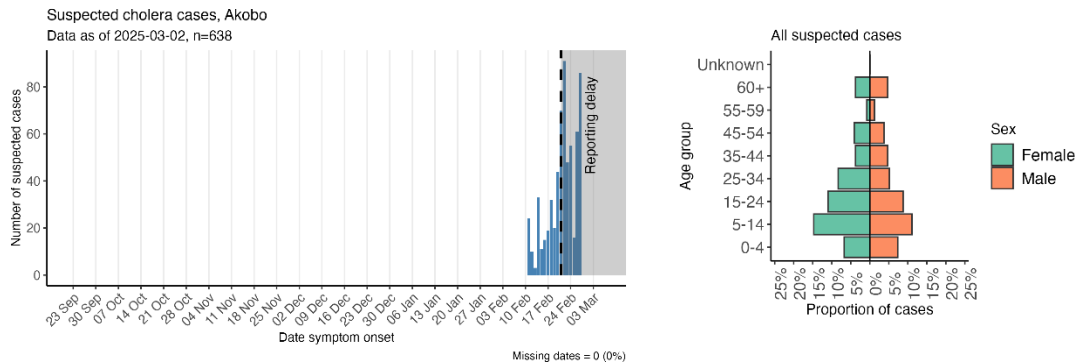 Suspected cholera cases, Akobo
Data as of 2025-03-02, n=638
Number of suspected cases
80
60
40
20
0
Reporting delay
23 Sep
30 Sep
07 Oct
14 Oct
21 Oct
28 Oct
04 Nov
11 Nov
18 Nov
25 Nov
02 Dec
09 Dec
16 Dec
23 Dec
30 Dec
06 Jan
13 Jan
20 Jan
27 Jan
03 Feb
10 Feb
17 Feb
24 Feb
03 Mar
Date symptom onset
Missing dates = 0 (0%)
All suspected cases
Age group
Unknown
60+
55-59
45-54
35-44
25-34
15-24
5-14
0-4
25%
20%
15%
10%
5%
0%
5%
10%
15%
20%
25%
Proportion of cases
Sex
Female
Male